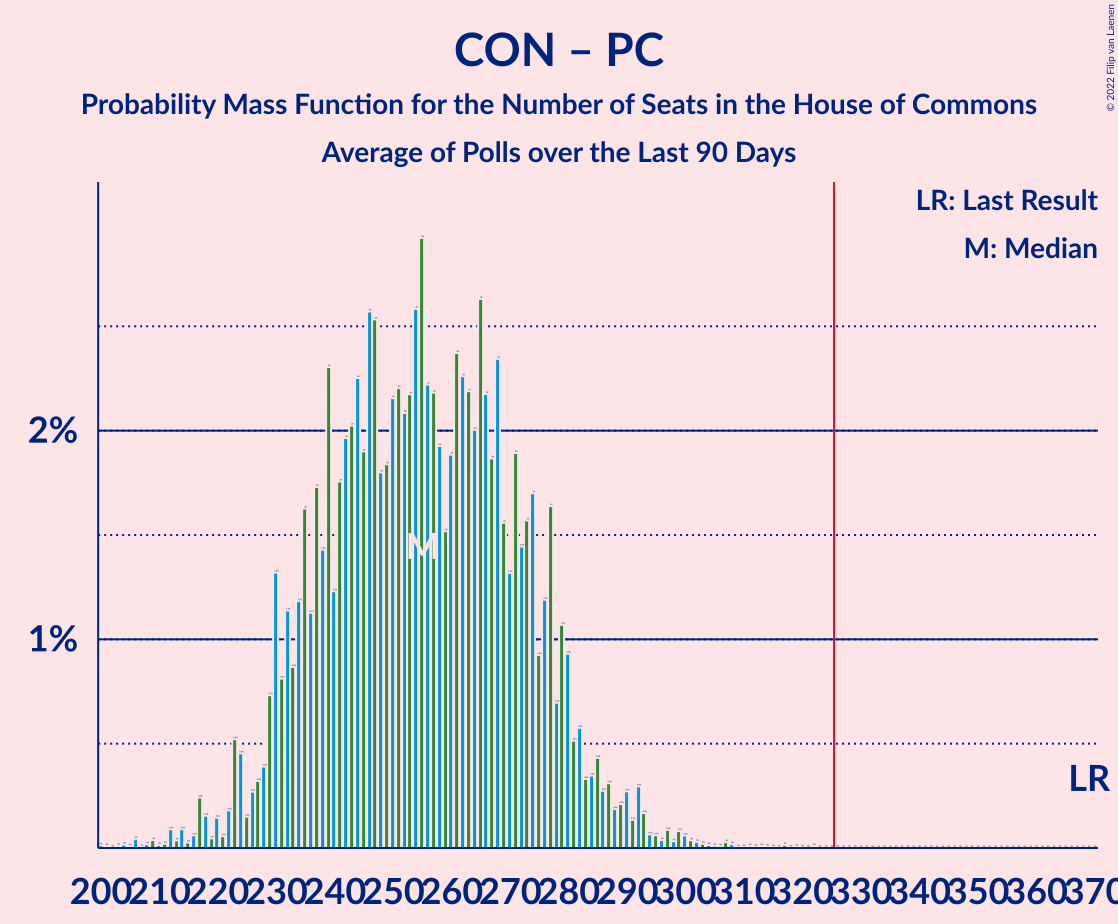 CON – PC
Probability Mass Function for the Number of Seats in the House of Commons
Average of Polls over the Last 90 Days
© 2022 Filip van Laenen
LR: Last Result
M: Median
2%
M
1%
LR
200 210 220 230 240 250 260 270 280 290 300 310 320 330 340 350 360 370